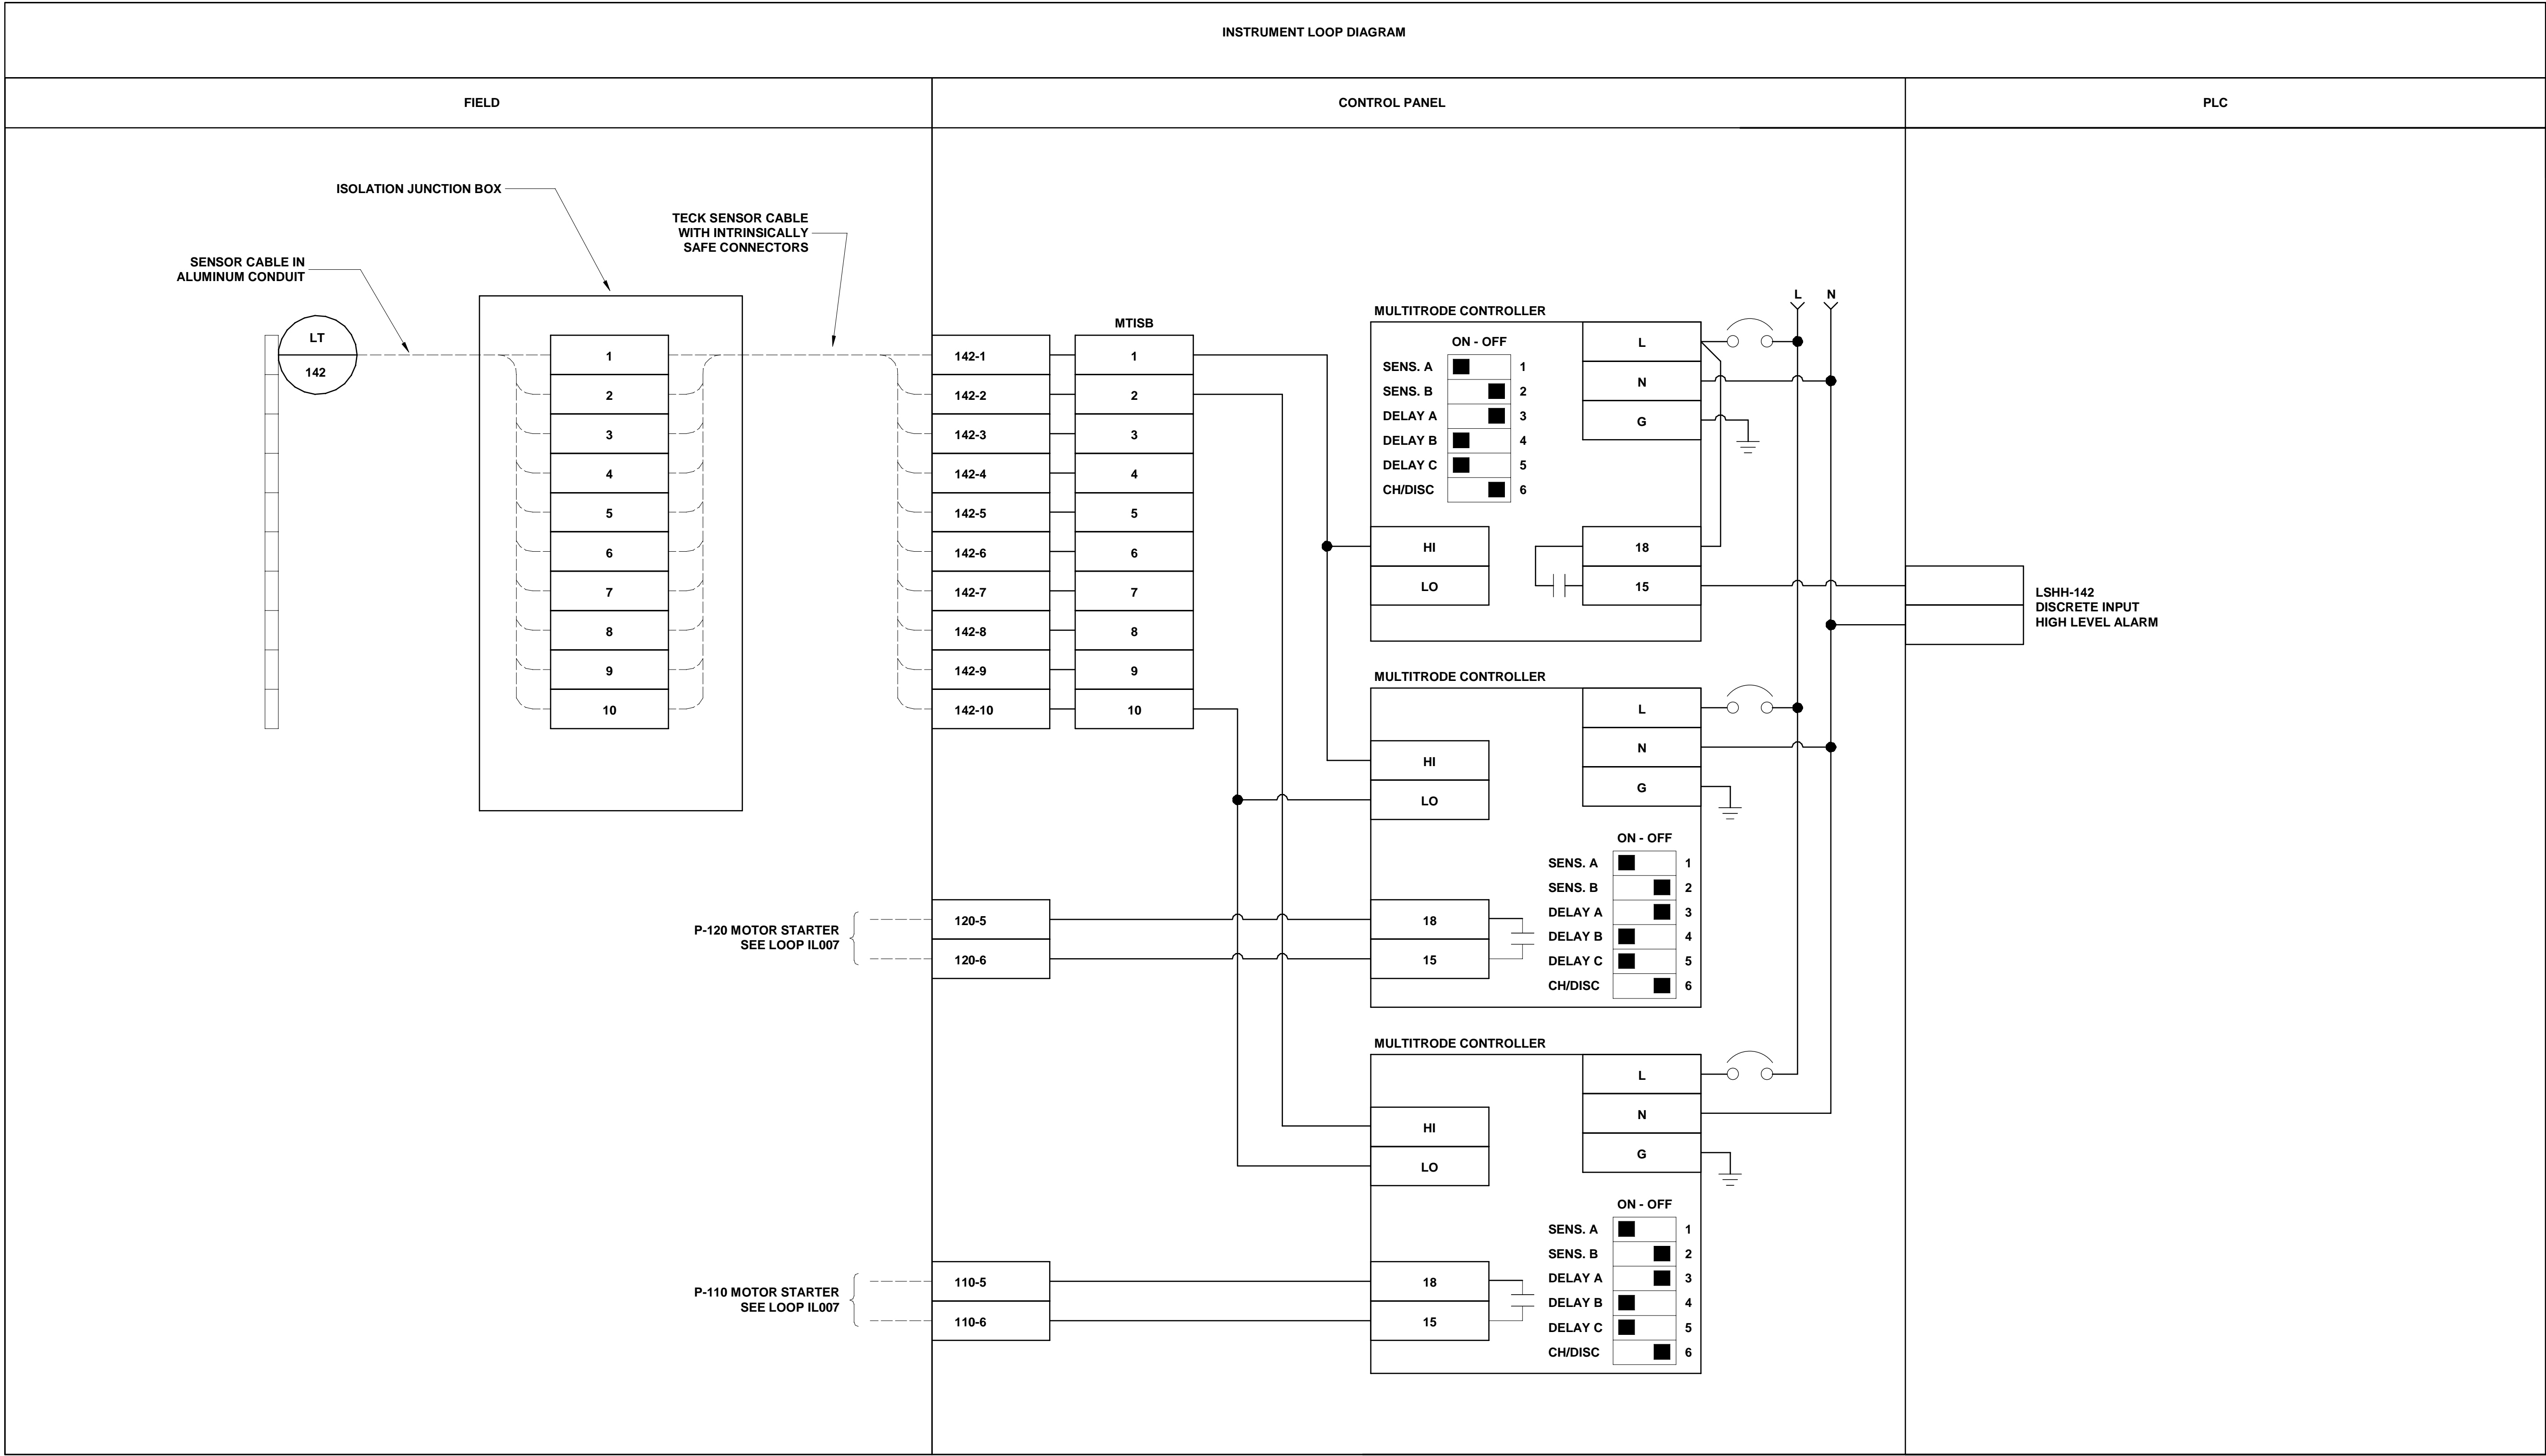 INSTRUMENT LOOP DIAGRAM
FIELD
CONTROL PANEL
PLC
ISOLATION JUNCTION BOX
TECK SENSOR CABLE
WITH INTRINSICALLY
SAFE CONNECTORS
SENSOR CABLE IN
ALUMINUM CONDUIT
LT
142
1
2
3
4
5
6
7
8
9
10
142-1
142-2
142-3
142-4
142-5
142-6
142-7
142-8
142-9
142-10
MTISB
1
2
3
4
5
6
7
8
9
10
L N
MULTITRODE CONTROLLER
ON - OFF
SENS. A 1
SENS. B 2
DELAY A 3
DELAY B 4
DELAY C 5
CH/DISC 6
L
N
G
HI
LO
18
15
LSHH-142
DISCRETE INPUT
HIGH LEVEL ALARM
MULTITRODE CONTROLLER
L
N
G
HI
LO
ON - OFF
SENS. A 1
SENS. B 2
DELAY A 3
DELAY B 4
DELAY C 5
CH/DISC 6
P-120 MOTOR STARTER
SEE LOOP IL007
120-5
120-6
18
15
MULTITRODE CONTROLLER
L
N
G
HI
LO
ON - OFF
SENS. A 1
SENS. B 2
DELAY A 3
DELAY B 4
DELAY C 5
CH/DISC 6
P-110 MOTOR STARTER
SEE LOOP IL007
110-5
110-6
18
15